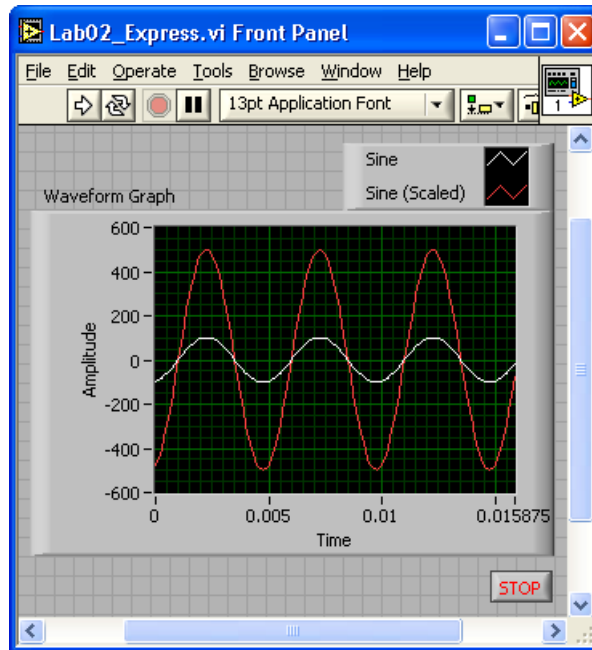 Lab02_Express.vi Front Panel
File Edit Operate Tools Browse Window Help
13pt Application Font
1
Sine
Sine (Scaled)
Waveform Graph
600
400
200
0
-200
-400
-600
Amplitude
0 0.005 0.01 0.015875
Time
STOP